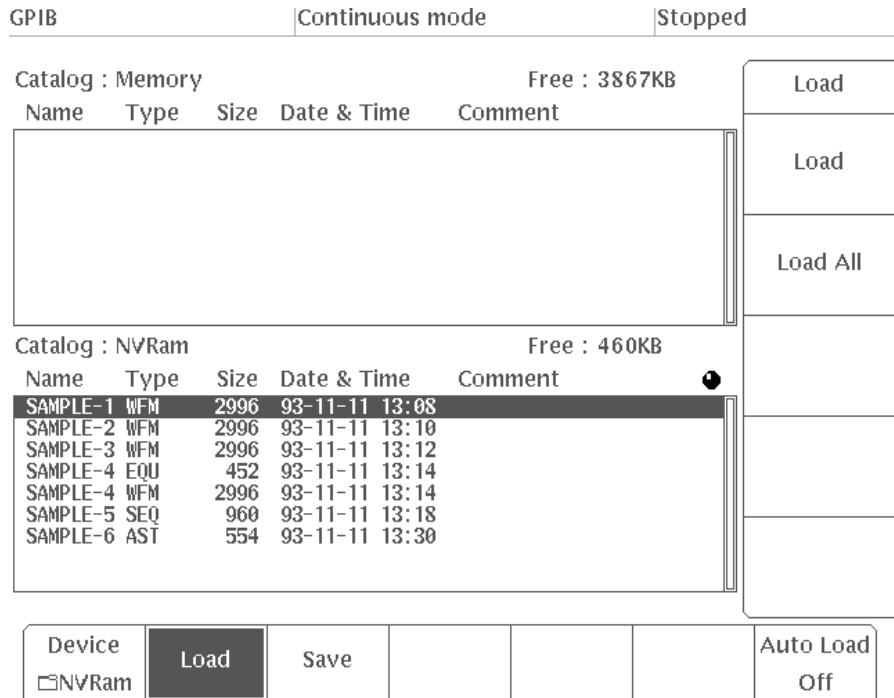 GPIB Continuous mode Stopped
Catalog : Memory Free : 3867KB
Name Type Size Date & Time Comment
Load
Load
Load All
Catalog : NVRam Free : 460KB
Name Type Size Date & Time Comment
SAMPLE-1 WFM 2996 93-11-11 13:08
SAMPLE-2 WFM 2996 93-11-11 13:10
SAMPLE-3 WFM 2996 93-11-11 13:12
SAMPLE-4 EQU 452 93-11-11 13:14
SAMPLE-4 WFM 2996 93-11-11 13:14
SAMPLE-5 SEQ 960 93-11-11 13:18
SAMPLE-6 AST 554 93-11-11 13:30
Device
NVRam
Load
Save
Auto Load
Off